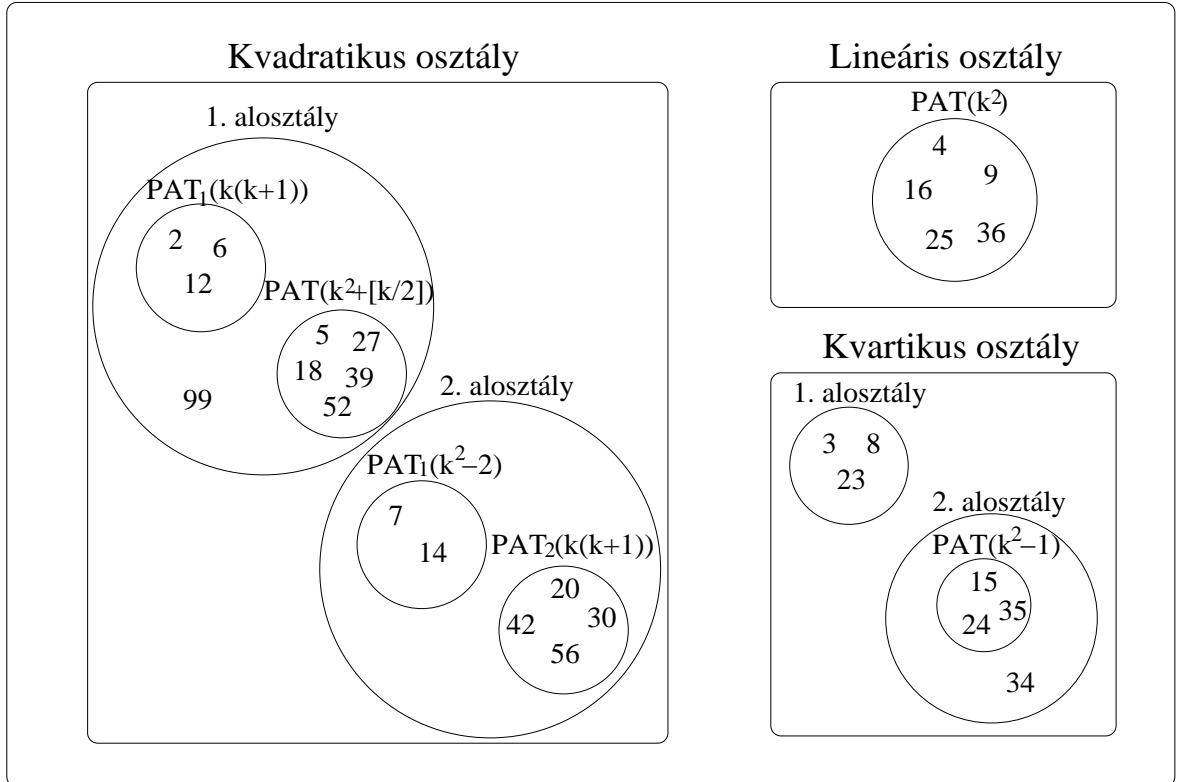 Kvadratikus osztály
1. alosztály
PAT1(k(k+1))
2 6
12
PAT(k²+[k/2])
5 27
18 39
52
99
2. alosztály
PAT1(k²−2)
7
14
PAT2(k(k+1))
20
42 30
56
Lineáris osztály
PAT(k²)
4
9
16
25 36
Kvartikus osztály
1. alosztály
3 8
23
2. alosztály
PAT(k²−1)
15
24 35
34